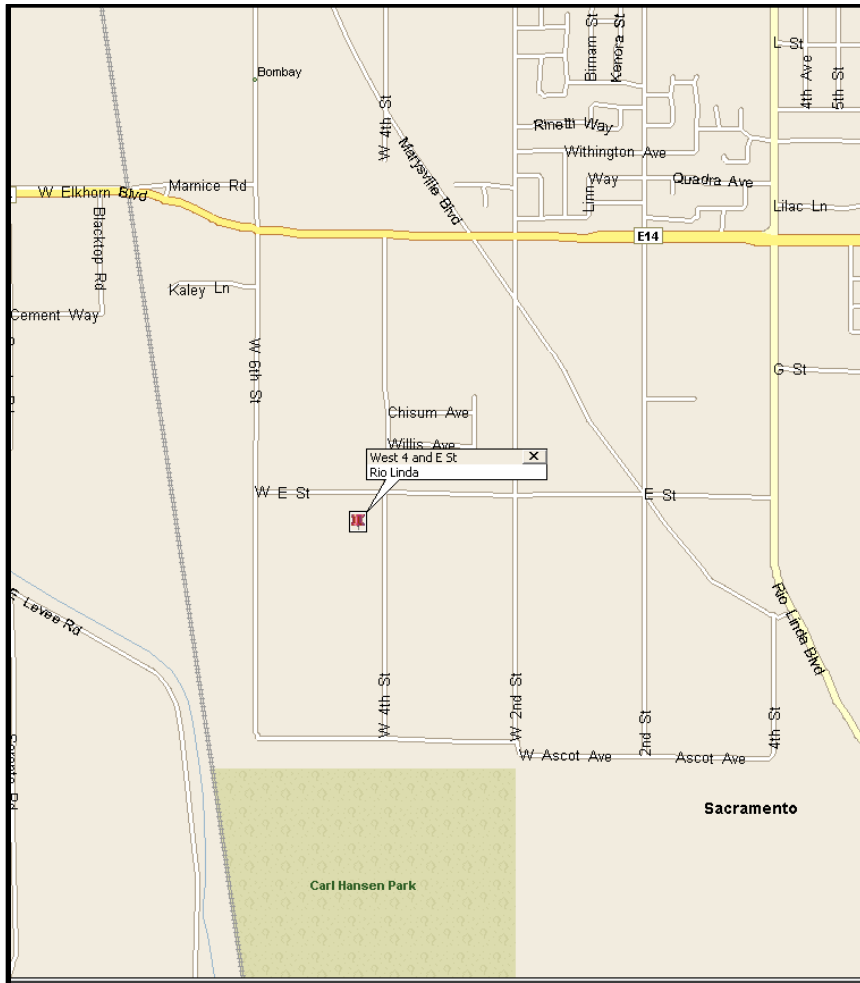 L St
Birnam St
Kenora St
4th Ave
5th St
Bombay
W 4th St
Rinetti Way
Marysville Blvd
Withington Ave
Way
Quadra Ave
Linn
Marnice Rd
W Elkhorn Blvd
Lilac Ln
Blacktop Rd
E14
Kaley Ln
Cement Way
W 6th St
G St
Chisum Ave
Willis Ave
West 4 and E St
Rio Linda
W E St
E St
Levee Rd
Rio Linda Blvd
W 4th St
W 2nd St
2nd St
4th St
W Ascot Ave
Ascot Ave
Sacramento
Carl Hansen Park